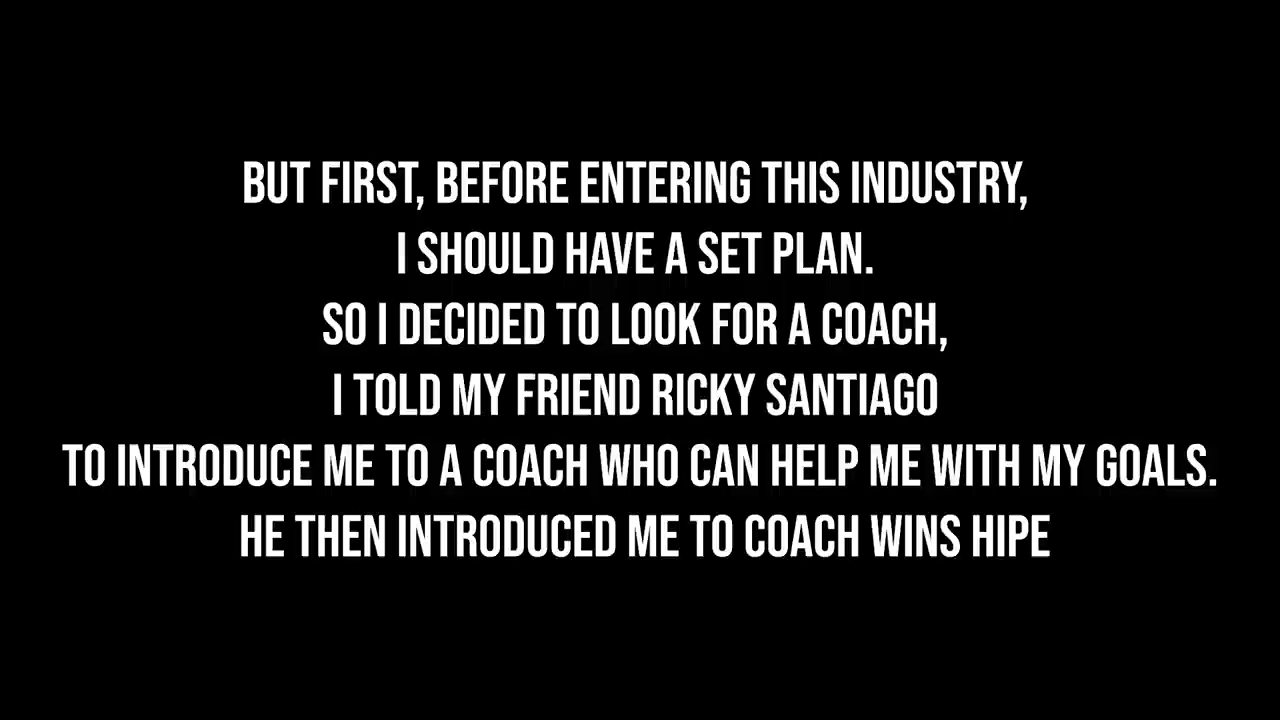 BUT FIRST, BEFORE ENTERING THIS INDUSTRY,
I SHOULD HAVE A SET PLAN.
SO I DECIDED TO LOOK FOR A COACH,
I TOLD MY FRIEND RICKY SANTIAGO
TO INTRODUCE ME TO A COACH WHO CAN HELP ME WITH MY GOALS.
HE THEN INTRODUCED ME TO COACH WINS HIPE